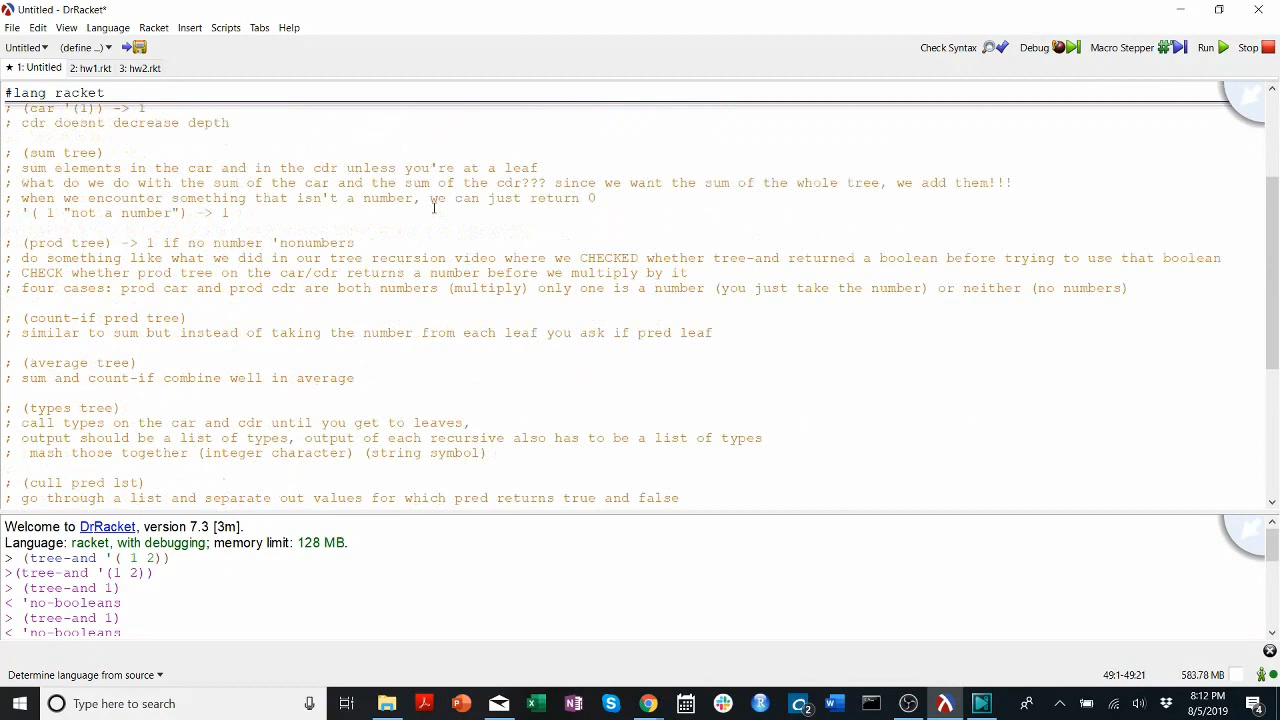 Untitled - DrRacket*
File Edit View Language Racket Insert Scripts Tabs Help
Untitled (define ...) Check Syntax Debug Macro Stepper Run Stop
★ 1: Untitled 2: hw1.rkt 3: hw2.rkt
#lang racket
; (car '(1)) -> 1
; cdr doesnt decrease depth
; (sum tree)
; sum elements in the car and in the cdr unless you're at a leaf
; what do we do with the sum of the car and the sum of the cdr??? since we want the sum of the whole tree, we add them!!!
; when we encounter something that isn't a number, we can just return 0
; '( 1 "not a number") -> 1
; (prod tree) -> 1 if no number 'nonumbers
; do something like what we did in our tree recursion video where we CHECKED whether tree-and returned a boolean before trying to use that boolean
; CHECK whether prod tree on the car/cdr returns a number before we multiply by it
; four cases: prod car and prod cdr are both numbers (multiply) only one is a number (you just take the number) or neither (no numbers)
; (count-if pred tree)
; similar to sum but instead of taking the number from each leaf you ask if pred leaf
; (average tree)
; sum and count-if combine well in average
; (types tree)
; call types on the car and cdr until you get to leaves,
; output should be a list of types, output of each recursive also has to be a list of types
;  mash those together (integer character) (string symbol)
; (cull pred lst)
; go through a list and separate out values for which pred returns true and false
Welcome to DrRacket, version 7.3 [3m].
Language: racket, with debugging; memory limit: 128 MB.
> (tree-and '( 1 2))
>(tree-and '(1 2))
> (tree-and 1)
< 'no-booleans
> (tree-and 1)
< 'no-booleans
Determine language from source 49:1-49:21 583.78 MB
Type here to search 2 8:12 PM
8/5/2019 4